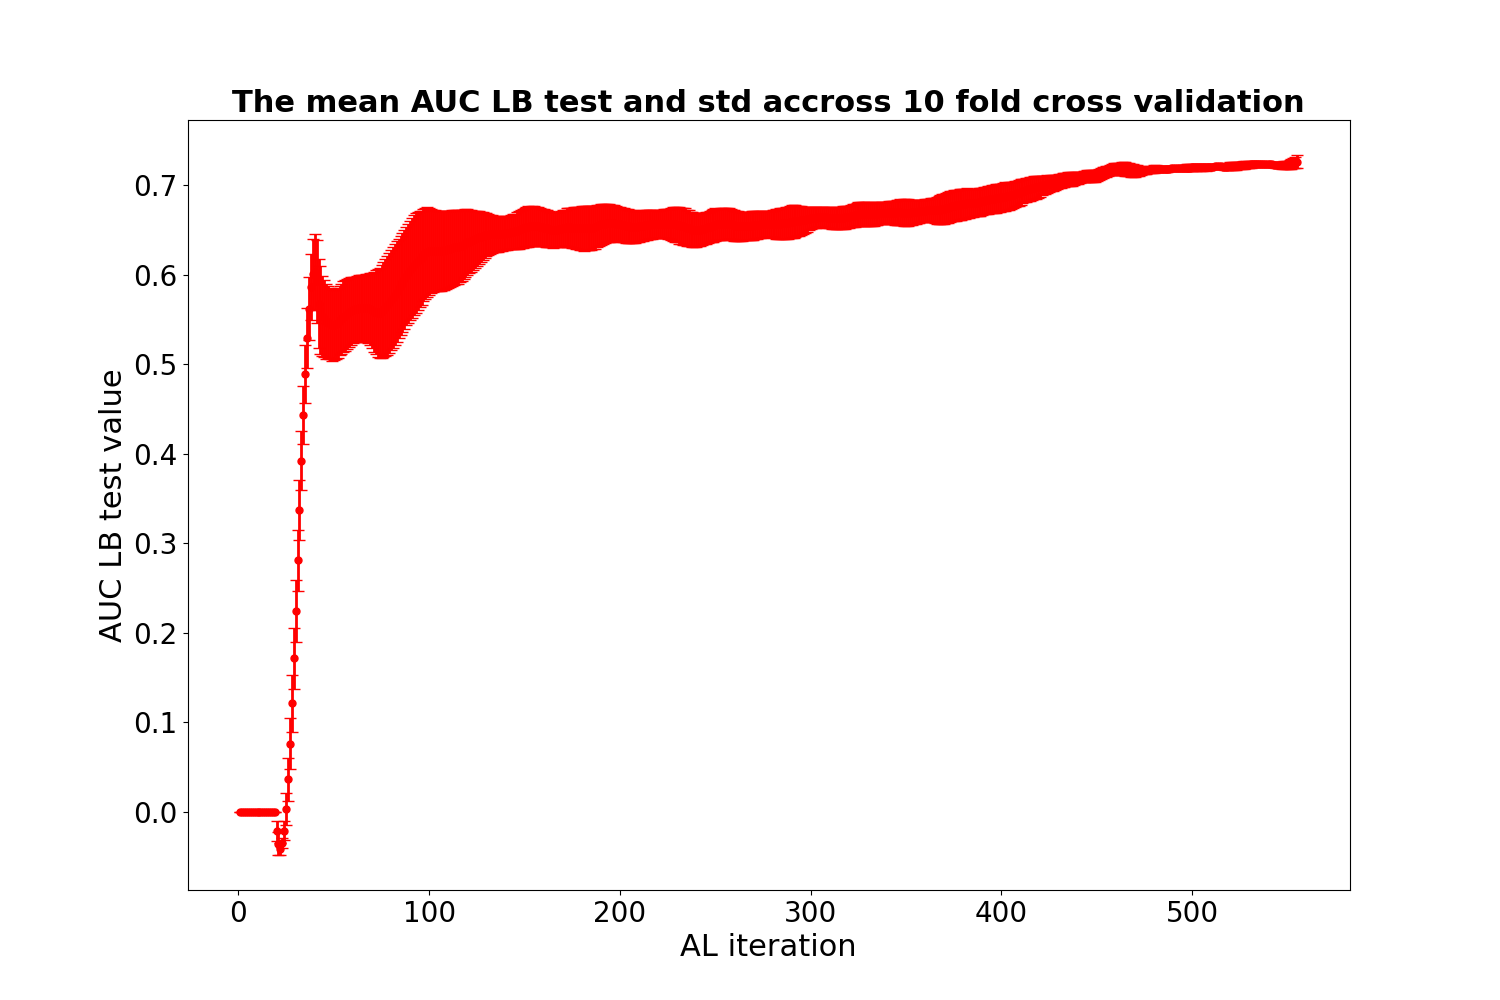 The mean AUC LB test and std accross 10 fold cross validation
0.7
0.6
0.5
0.4
0.3
0.2
0.1
0.0
AUC LB test value
0 100 200 300 400 500
AL iteration